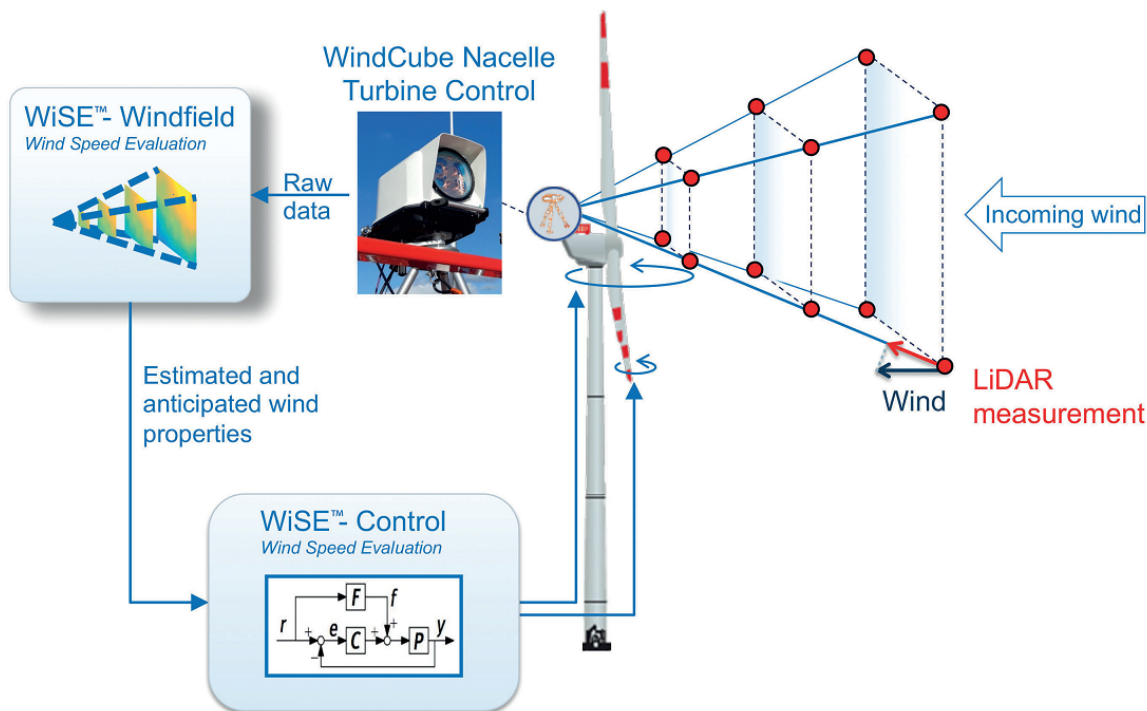 WindCube Nacelle
Turbine Control
WiSE™- Windfield
Wind Speed Evaluation
Raw
data
Incoming wind
Estimated and
anticipated wind
properties
Wind
LiDAR
measurement
WiSE™- Control
Wind Speed Evaluation
F
f
r
+
e
C
+
+
P
y
−